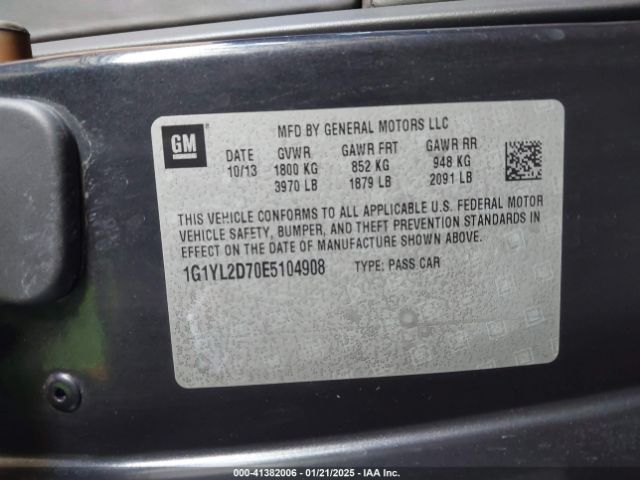 GM
MFD BY GENERAL MOTORS LLC
DATE GVWR GAWR FRT GAWR RR
10/13 1800 KG 852 KG 948 KG
3970 LB 1879 LB 2091 LB
THIS VEHICLE CONFORMS TO ALL APPLICABLE U.S. FEDERAL MOTOR
VEHICLE SAFETY, BUMPER, AND THEFT PREVENTION STANDARDS IN
EFFECT ON THE DATE OF MANUFACTURE SHOWN ABOVE.
1G1YL2D70E5104908 TYPE: PASS CAR
000-41382006 / 01/21/2025 - IAA Inc.